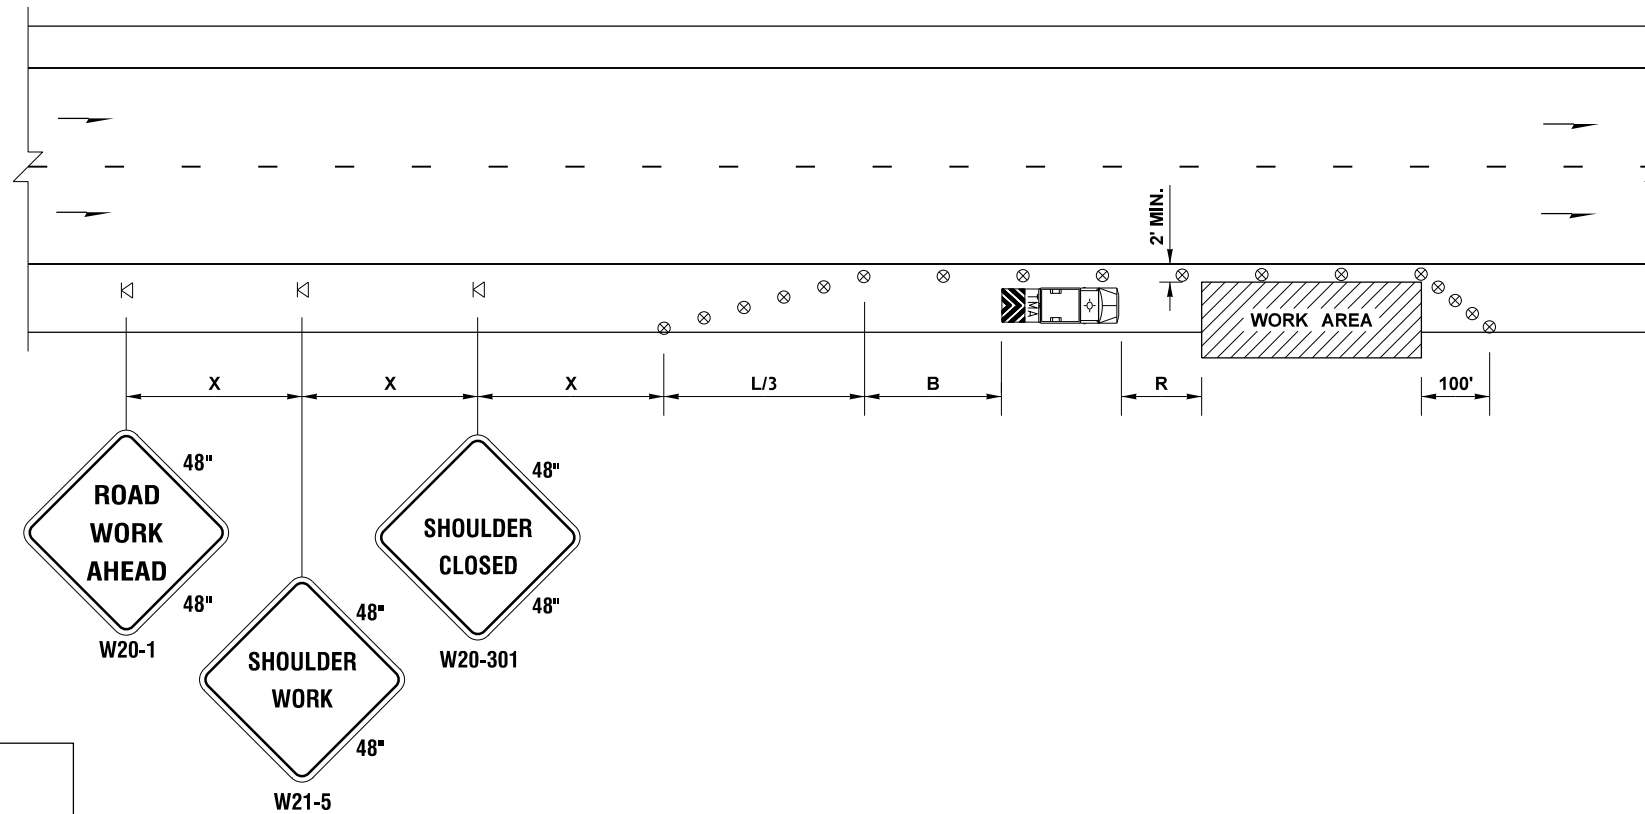 2' MIN.
TMA
WORK AREA
X
X
X
L/3
B
R
100'
ROAD
WORK
AHEAD
48"
48"
W20-1
SHOULDER
WORK
48"
48"
W21-5
SHOULDER
CLOSED
48"
48"
W20-301